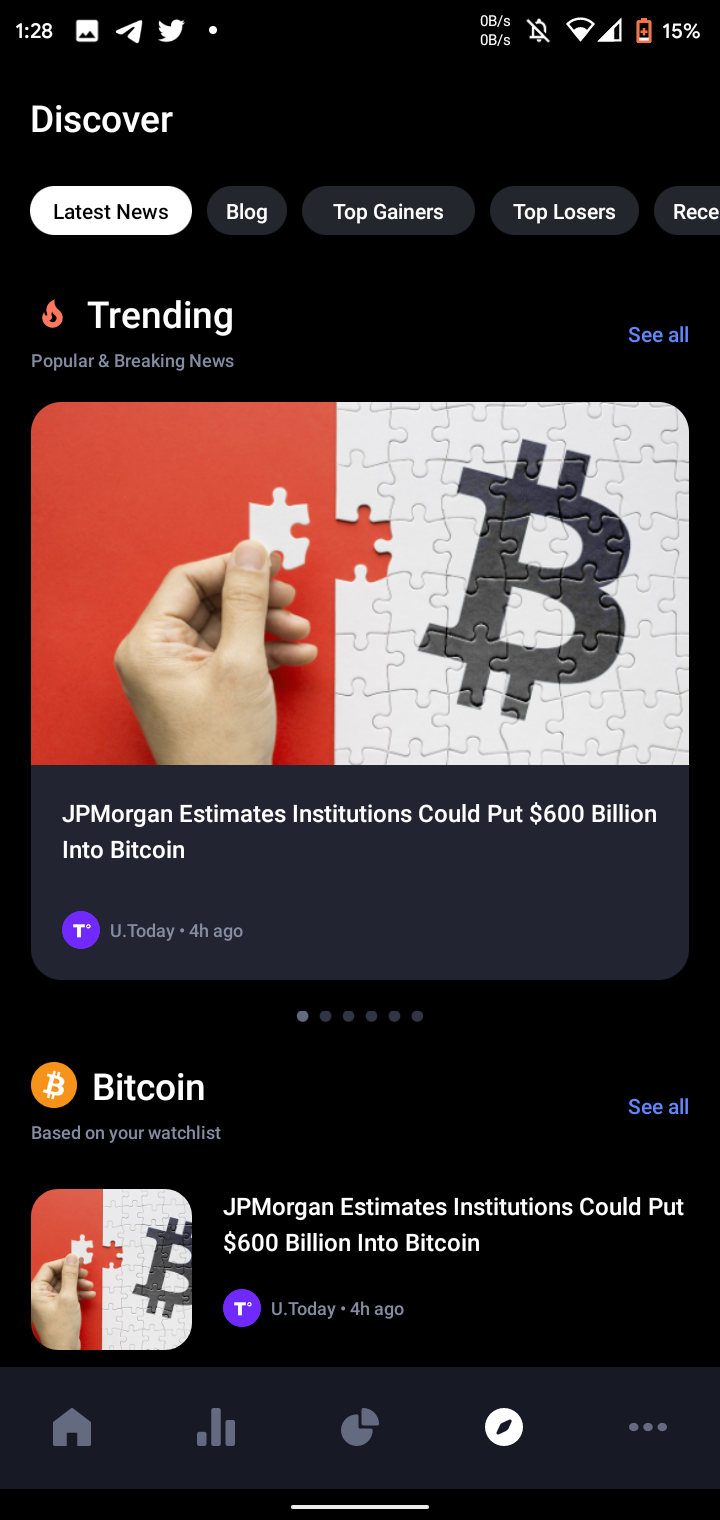 1:28
0B/s
0B/s
15%
Discover
Latest News Blog Top Gainers Top Losers Rece
Trending
See all
Popular & Breaking News
JPMorgan Estimates Institutions Could Put $600 Billion
Into Bitcoin
T° U.Today • 4h ago
Bitcoin
See all
Based on your watchlist
JPMorgan Estimates Institutions Could Put
$600 Billion Into Bitcoin
T° U.Today • 4h ago